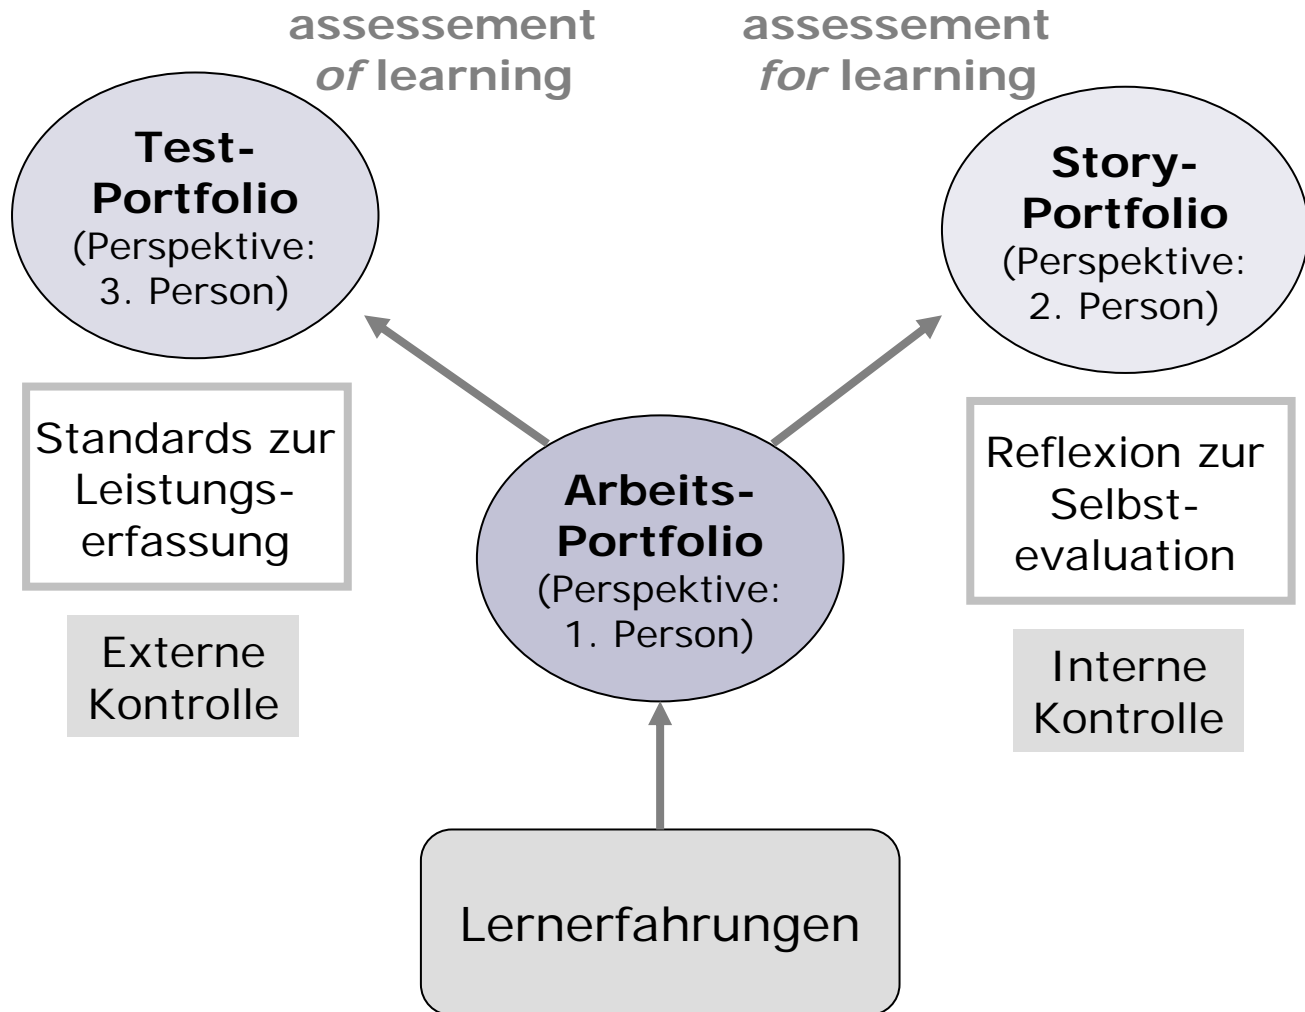 assessement
of learning
assessement
for learning
Test-
Portfolio
(Perspektive:
3. Person)
Story-
Portfolio
(Perspektive:
2. Person)
Standards zur
Leistungs-
erfassung
Reflexion zur
Selbst-
evaluation
Arbeits-
Portfolio
(Perspektive:
1. Person)
Externe
Kontrolle
Interne
Kontrolle
Lernerfahrungen